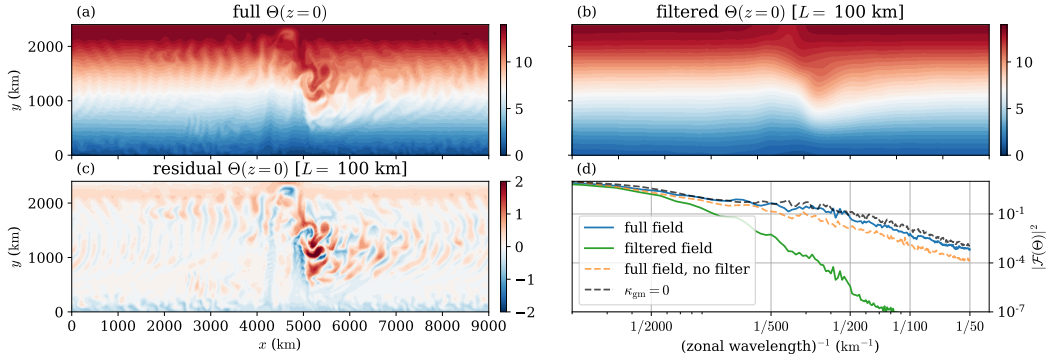 (a) full Θ(z=0)
2000
1000
0
y (km)
10
5
0
(b) filtered Θ(z=0) [L = 100 km]
10
5
0
(c) residual Θ(z=0) [L = 100 km]
2000
1000
0
y (km)
0 1000 2000 3000 4000 5000 6000 7000 8000 9000
x (km)
2
1
0
−1
−2
(d)
full field
filtered field
full field, no filter
κgm = 0
10⁻¹
10⁻⁴
10⁻⁷
|ℱ(Θ)|²
1/2000 1/500 1/200 1/100 1/50
(zonal wavelength)⁻¹ (km⁻¹)